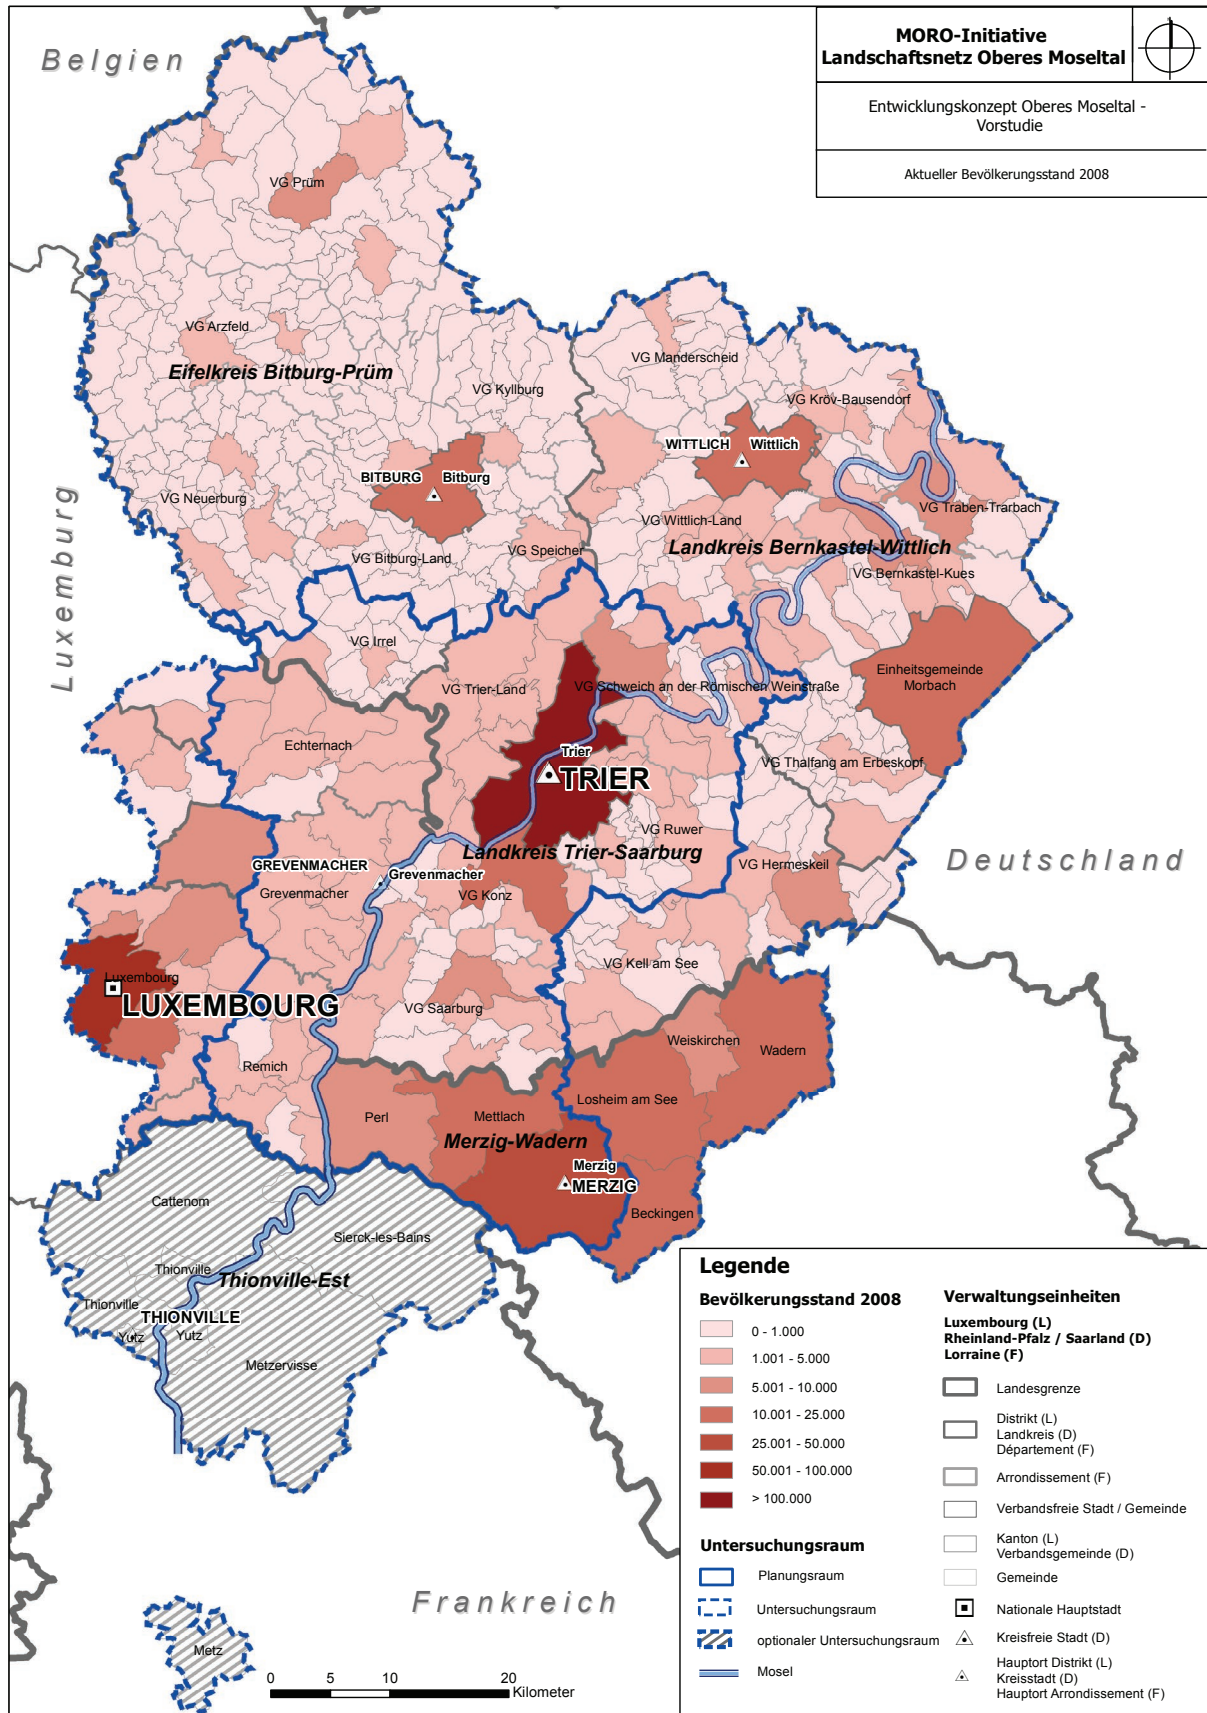 MORO-Initiative
Landschaftsnetz Oberes Moseltal
Entwicklungskonzept Oberes Moseltal -
Vorstudie
Aktueller Bevölkerungsstand 2008
Belgien
VG Prüm
VG Arzfeld
Eifelkreis Bitburg-Prüm
VG Manderscheid
VG Kyllburg
VG Kröv-Bausendorf
WITTLICH Wittlich
BITBURG Bitburg
VG Neuerburg
VG Traben-Trarbach
VG Wittlich-Land
Landkreis Bernkastel-Wittlich
VG Speicher
VG Bitburg-Land
VG Bernkastel-Kues
Luxemburg
VG Irrel
Einheitsgemeinde
Morbach
VG Trier-Land
VG Schweich an der Römischen Weinstraße
Echternach
Trier
TRIER
VG Thalfang am Erbeskopf
VG Ruwer
Landkreis Trier-Saarburg
Deutschland
GREVENMACHER
Grevenmacher
Grevenmacher
VG Hermeskeil
VG Konz
VG Kell am See
Luxembourg
LUXEMBOURG
VG Saarburg
Weiskirchen
Wadern
Remich
Losheim am See
Perl
Mettlach
Merzig-Wadern
Merzig
MERZIG
Cattenom
Beckingen
Sierck-les-Bains
Thionville
Thionville-Est
Thionville
THIONVILLE
Yutz
Yutz
Metzervisse
Frankreich
Metz
0 5 10 20
Kilometer
Legende
Bevölkerungsstand 2008
0 - 1.000
1.001 - 5.000
5.001 - 10.000
10.001 - 25.000
25.001 - 50.000
50.001 - 100.000
> 100.000
Untersuchungsraum
Planungsraum
Untersuchungsraum
optionaler Untersuchungsraum
Mosel
Verwaltungseinheiten
Luxembourg (L)
Rheinland-Pfalz / Saarland (D)
Lorraine (F)
Landesgrenze
Distrikt (L)
Landkreis (D)
Département (F)
Arrondissement (F)
Verbandsfreie Stadt / Gemeinde
Kanton (L)
Verbandsgemeinde (D)
Gemeinde
Nationale Hauptstadt
Kreisfreie Stadt (D)
Hauptort Distrikt (L)
Kreisstadt (D)
Hauptort Arrondissement (F)